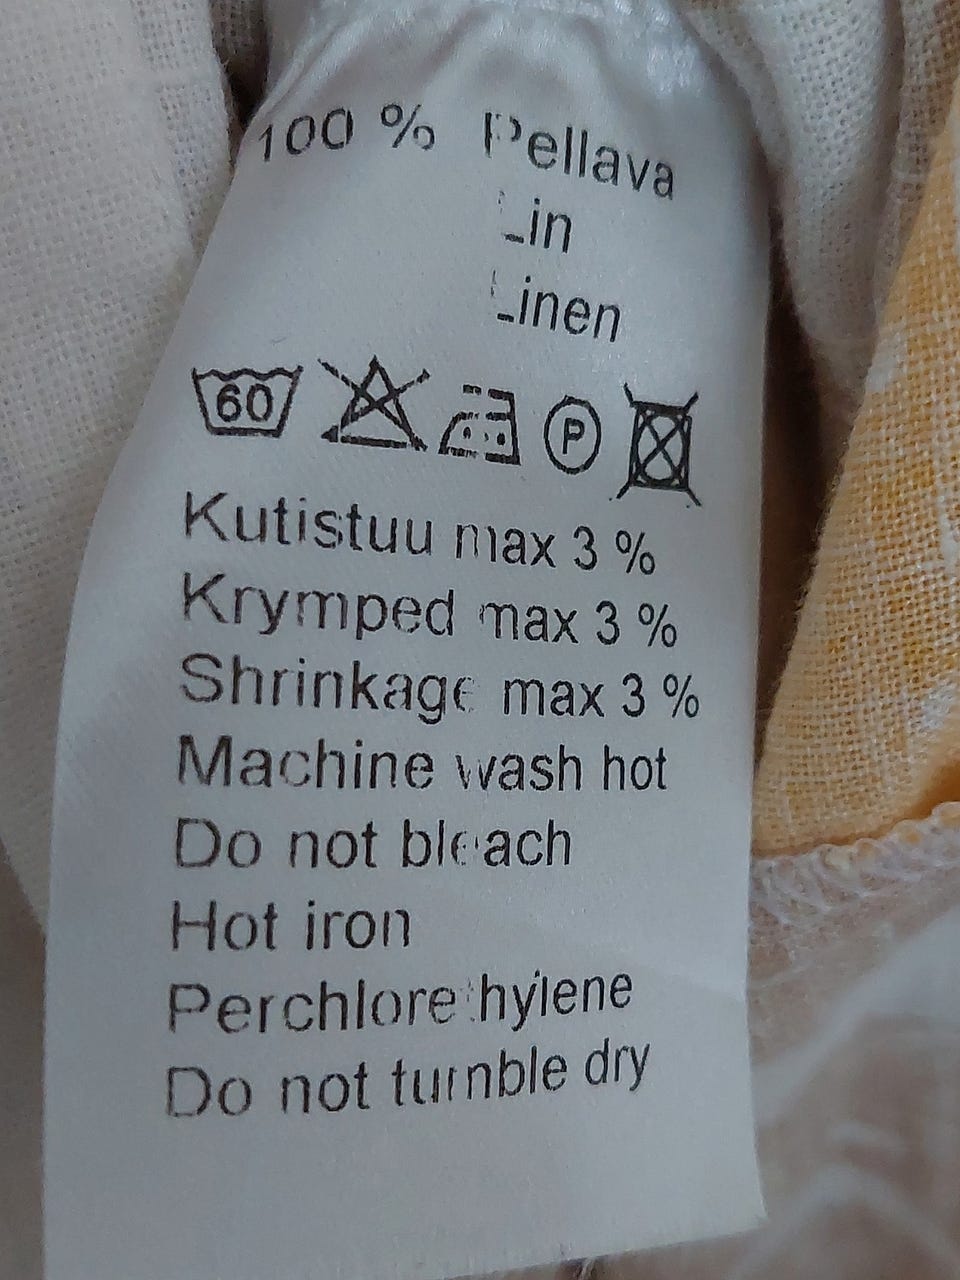 100 % Pellava
Lin
Linen
60 P
Kutistuu max 3 %
Krymped max 3 %
Shrinkage max 3 %
Machine wash hot
Do not bleach
Hot iron
Perchlorethylene
Do not tumble dry